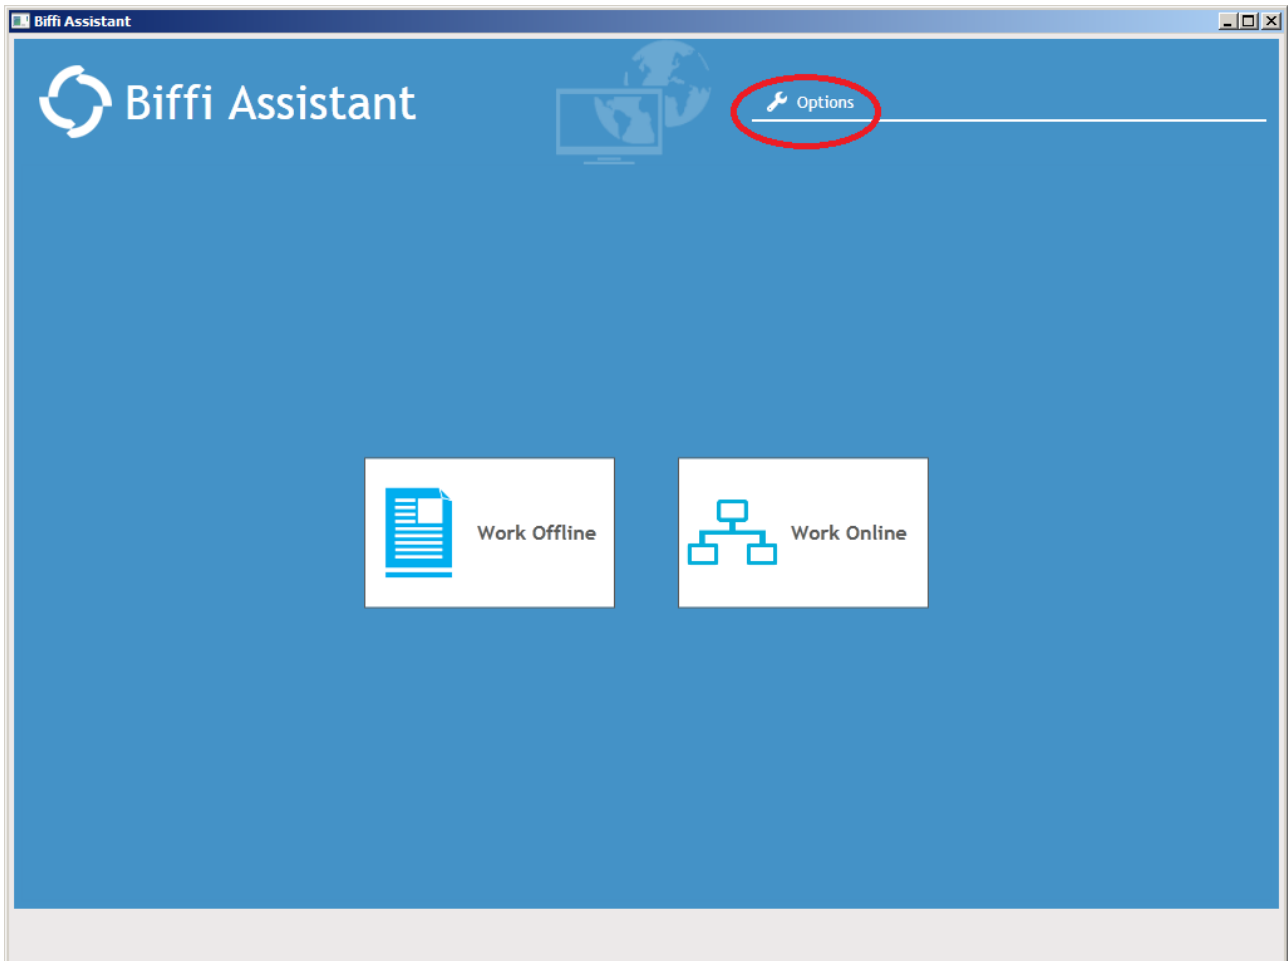 Biffi Assistant
Biffi Assistant
Options
Work Offline
Work Online